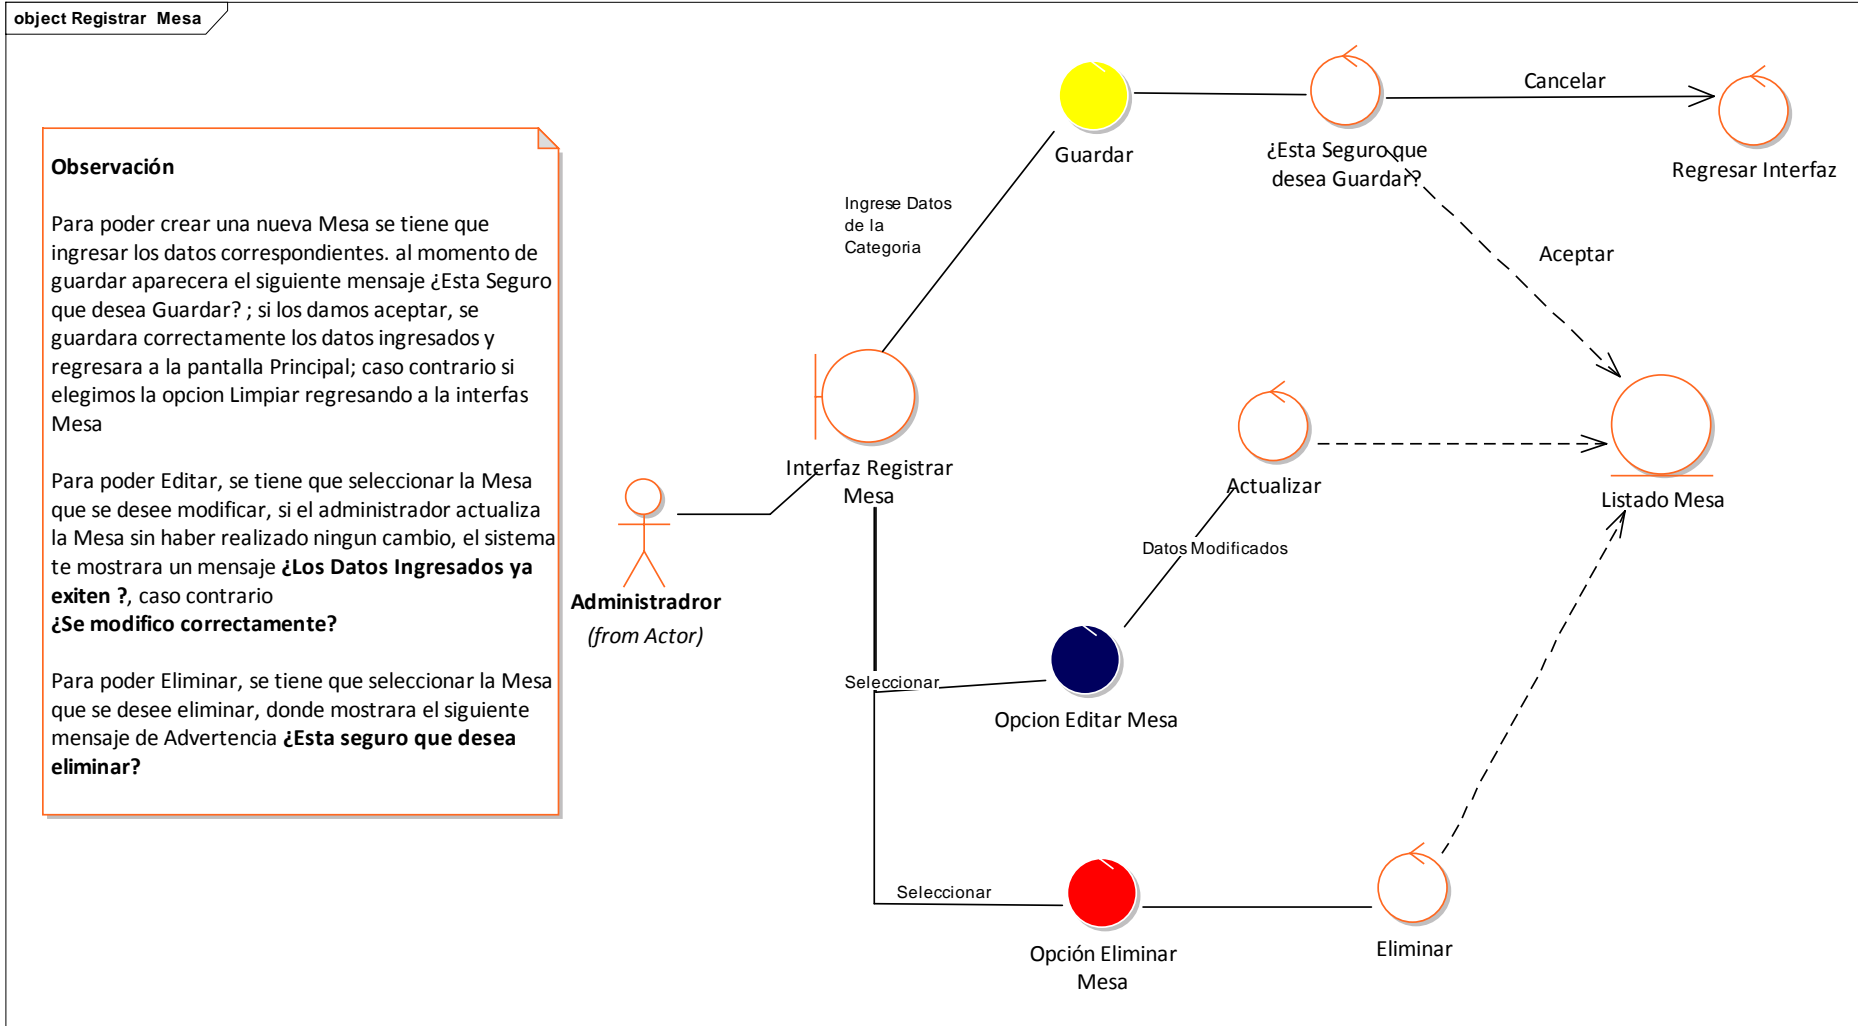 object Registrar  Mesa
Observación
Para poder crear una nueva Mesa se tiene que
ingresar los datos correspondientes. al momento de
guardar aparecera el siguiente mensaje ¿Esta Seguro
que desea Guardar? ; si los damos aceptar, se
guardara correctamente los datos ingresados y
regresara a la pantalla Principal; caso contrario si
elegimos la opcion Limpiar regresando a la interfas
Mesa
Para poder Editar, se tiene que seleccionar la Mesa
que se desee modificar, si el administrador actualiza
la Mesa sin haber realizado ningun cambio, el sistema
te mostrara un mensaje ¿Los Datos Ingresados ya
exiten ?, caso contrario
¿Se modifico correctamente?
Para poder Eliminar, se tiene que seleccionar la Mesa
que se desee eliminar, donde mostrara el siguiente
mensaje de Advertencia ¿Esta seguro que desea
eliminar?
Administradror
(from Actor)
Interfaz Registrar
Mesa
Ingrese Datos
de la
Categoria
Guardar
¿Esta Seguro que
desea Guardar?
Cancelar
Regresar Interfaz
Aceptar
Listado Mesa
Actualizar
Datos Modificados
Seleccionar
Opcion Editar Mesa
Seleccionar
Opción Eliminar
Mesa
Eliminar